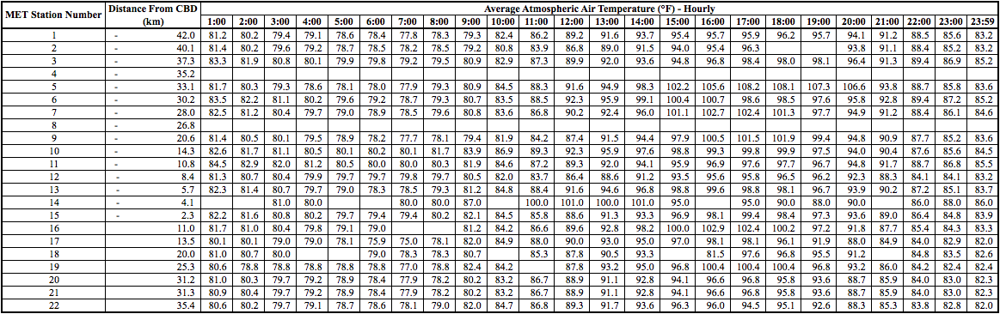 MET Station Number Distance From CBD (km) Average Atmospheric Air Temperature (°F) - Hourly
1:00 2:00 3:00 4:00 5:00 6:00 7:00 8:00 9:00 10:00 11:00 12:00 13:00 14:00 15:00 16:00 17:00 18:00 19:00 20:00 21:00 22:00 23:00 23:59
1 - 42.0 81.2 80.2 79.4 79.1 78.6 78.4 77.8 78.3 79.3 82.4 86.2 89.2 91.6 93.7 95.4 95.7 95.9 96.2 95.7 94.1 91.2 88.5 85.6 83.2
2 - 40.1 81.4 80.2 79.6 79.2 78.7 78.5 78.2 78.5 79.2 80.8 83.9 86.8 89.0 91.5 94.0 95.4 96.3 93.8 91.1 88.4 85.2 83.2
3 - 37.3 83.3 81.9 80.8 80.1 79.9 79.8 79.2 79.5 80.9 82.9 87.3 89.9 92.0 93.6 94.8 96.8 98.4 98.0 98.1 96.4 91.3 89.4 86.9 85.2
4 - 35.2
5 - 33.1 81.7 80.3 79.3 78.6 78.1 78.0 77.9 79.3 80.9 84.5 88.3 91.6 94.9 98.3 102.2 105.6 108.2 108.1 107.3 106.6 93.8 88.7 85.8 83.6
6 - 30.2 83.5 82.2 81.1 80.2 79.6 79.2 78.7 79.3 80.7 83.5 88.5 92.3 95.9 99.1 100.4 100.7 98.6 98.5 97.6 95.8 92.8 89.4 87.2 85.2
7 - 28.0 82.5 81.2 80.4 79.7 79.0 78.9 78.5 79.6 80.8 83.6 86.8 90.2 92.4 96.0 101.1 102.7 102.4 101.3 97.7 94.9 91.2 88.4 86.1 84.6
8 - 26.8
9 - 20.6 81.4 80.5 80.1 79.5 78.9 78.2 77.7 78.1 79.4 81.9 84.2 87.4 91.5 94.4 97.9 100.5 101.5 101.9 99.4 94.8 90.9 87.7 85.2 83.6
10 - 14.3 82.6 81.7 81.1 80.5 80.1 80.2 80.1 81.7 83.9 86.9 89.3 92.3 95.9 97.6 98.8 99.3 99.8 99.9 97.5 94.0 90.4 87.6 85.6 84.5
11 - 10.8 84.5 82.9 82.0 81.2 80.5 80.0 80.0 80.3 81.9 84.6 87.2 89.3 92.0 94.1 95.9 96.9 97.6 97.7 96.7 94.8 91.7 88.7 86.8 85.5
12 - 8.4 81.3 80.7 79.4 79.9 79.7 79.7 79.8 79.7 80.5 82.0 83.7 86.4 88.6 91.2 93.5 95.6 95.8 96.5 96.2 92.3 88.3 84.1 84.1 83.2
13 - 5.7 82.3 81.4 80.7 79.7 79.0 78.3 78.5 79.3 81.2 84.8 88.4 91.6 94.6 96.8 98.8 99.6 98.8 98.1 96.7 93.9 90.2 87.2 85.1 83.7
14 - 4.1 81.0 80.0 80.0 80.0 87.0 100.0 101.0 100.0 101.0 95.0 95.0 90.0 88.0 90.0 86.0 88.0 86.0
15 - 2.3 82.2 81.6 80.8 80.2 79.7 79.4 79.4 80.2 82.1 84.5 85.8 88.6 91.3 93.3 96.9 98.1 99.4 98.4 97.3 93.6 89.0 86.4 84.8 83.9
16 11.0 81.7 81.0 80.4 79.8 79.1 79.0 81.2 84.2 86.6 89.6 92.8 98.2 100.0 102.9 102.4 100.2 97.2 91.8 87.7 85.4 84.3 83.3
17 13.5 80.1 80.1 79.0 79.0 78.1 75.9 75.0 78.1 82.0 84.9 88.0 90.0 93.0 95.0 97.0 98.1 98.1 96.1 91.9 88.0 84.9 84.0 82.9 82.0
18 20.0 81.0 80.7 80.0 79.0 78.3 78.3 80.7 85.3 87.8 90.5 93.3 81.5 97.6 96.8 95.5 91.2 84.8 83.5 82.6
19 25.3 80.6 78.8 78.8 78.8 78.8 78.8 77.0 78.8 82.4 84.2 87.8 93.2 95.0 96.8 100.4 100.4 100.4 96.8 93.2 86.0 84.2 82.4 82.4
20 31.2 81.0 80.3 79.7 79.2 78.9 78.4 77.9 78.2 80.2 83.2 86.7 88.9 91.1 92.8 94.1 96.6 96.8 95.8 93.6 88.7 85.9 84.0 83.0 82.3
21 31.3 80.9 80.4 79.7 79.2 78.9 78.4 77.9 78.2 80.2 83.2 86.7 88.9 91.1 92.8 94.1 96.6 96.8 95.8 93.6 88.7 85.9 84.0 83.0 82.3
22 35.4 80.6 80.2 79.7 79.1 78.7 78.6 78.1 79.0 82.0 84.7 86.8 89.3 91.7 93.6 96.3 96.0 94.5 95.1 92.6 88.3 85.3 83.8 82.8 82.0